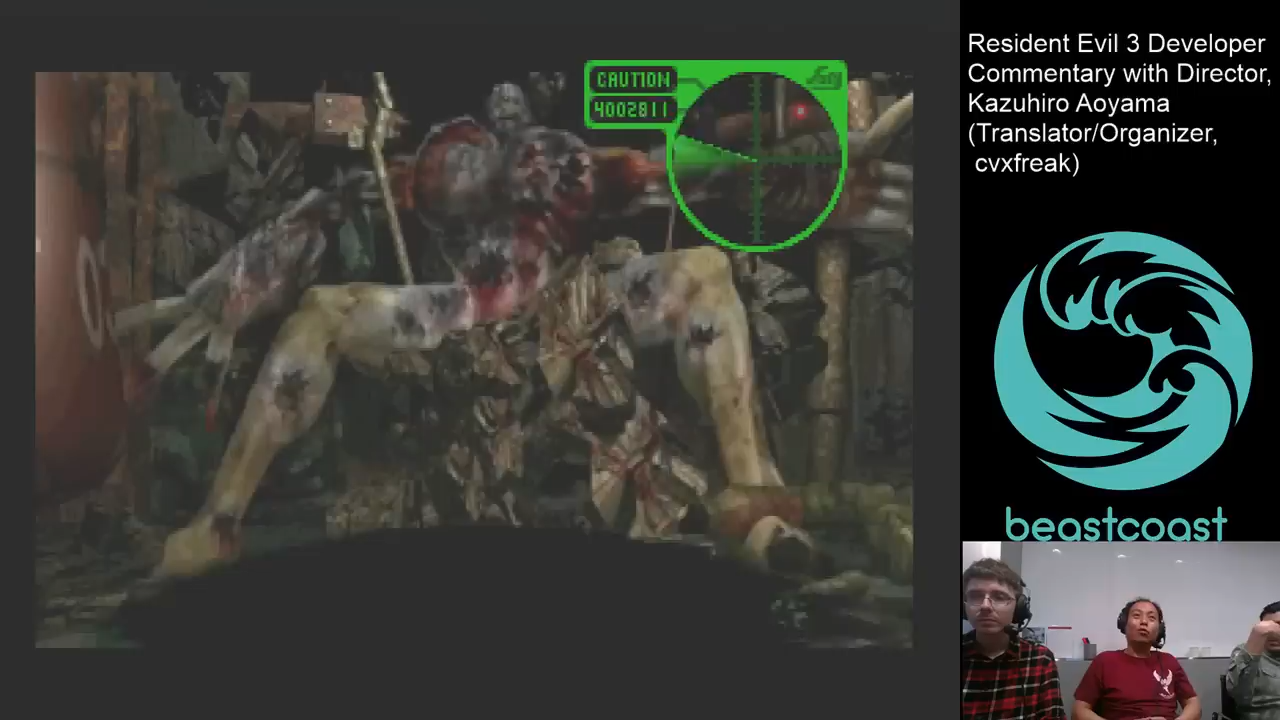 Resident Evil 3 Developer
Commentary with Director,
Kazuhiro Aoyama
(Translator/Organizer,
cvxfreak)
CAUTION
4002811
beastcoast